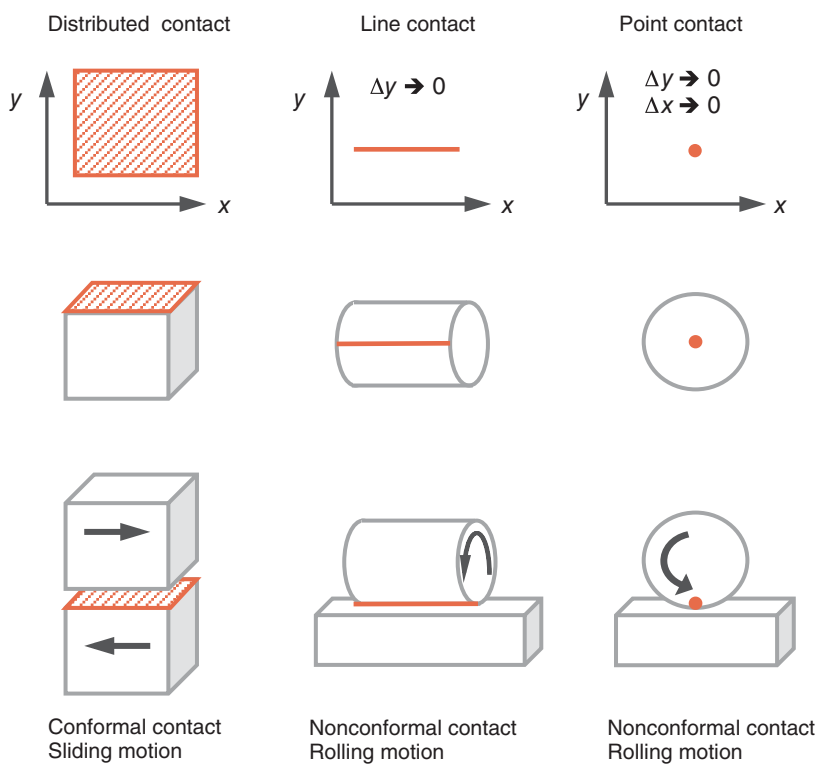 Distributed contact
Line contact
Point contact
y
x
Δy ➔ 0
x
y
Δy ➔ 0
Δx ➔ 0
x
Conformal contact
Sliding motion
Nonconformal contact
Rolling motion
Nonconformal contact
Rolling motion